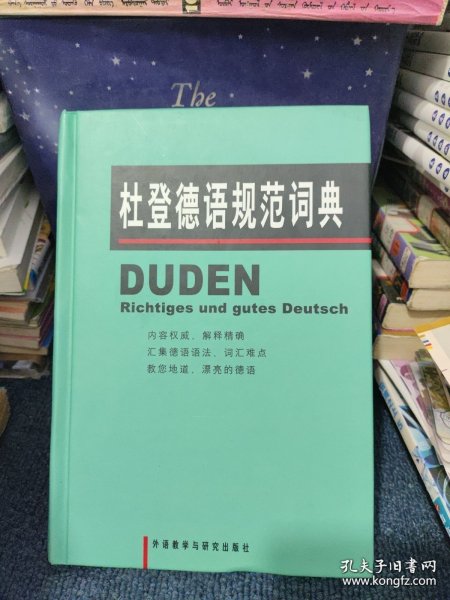 The
杜登德语规范词典
DUDEN
Richtiges und gutes Deutsch
内容权威、解释精确
汇集德语语法、词汇难点
教您地道、漂亮的德语
外语教学与研究出版社
孔夫子旧书网
www.kongfz.com